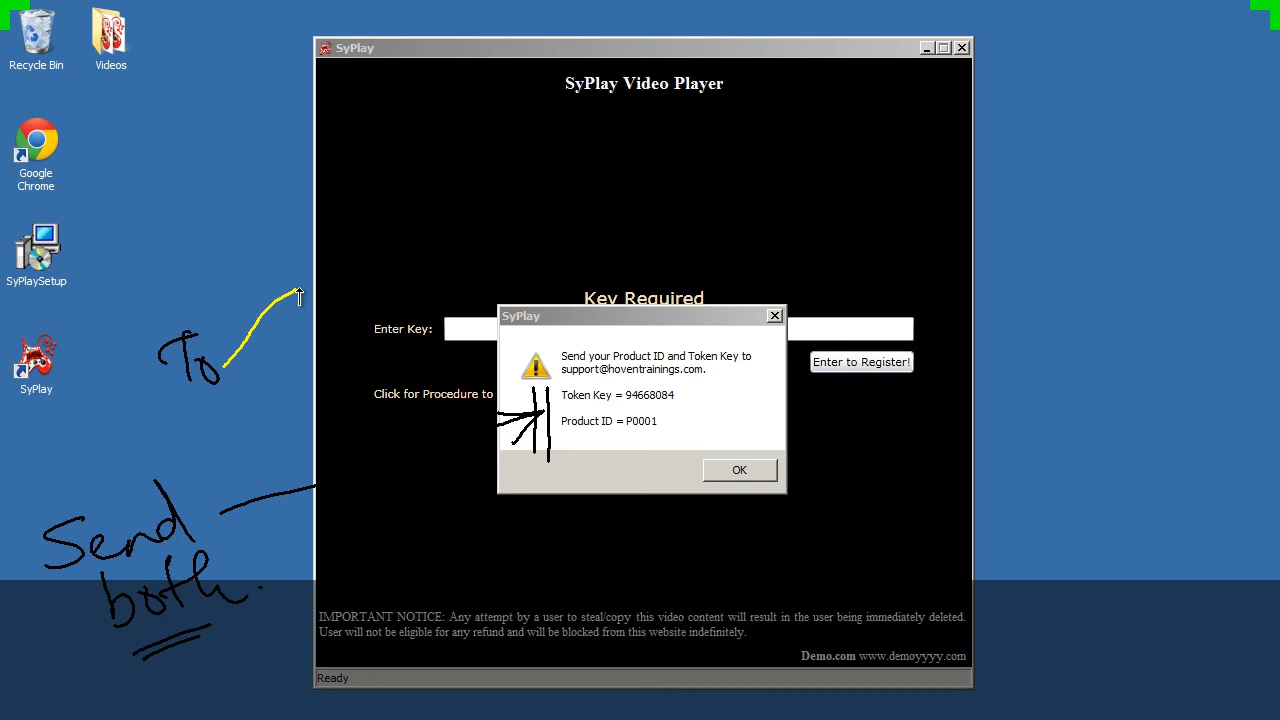 Recycle Bin
Videos
Google
Chrome
SyPlaySetup
SyPlay
SyPlay
SyPlay Video Player
Key Required
Enter Key:
Enter to Register!
Click for Procedure to
SyPlay
Send your Product ID and Token Key to
support@hoventrainings.com.
Token Key = 94668084
Product ID = P0001
OK
To
Send
both.
IMPORTANT NOTICE: Any attempt by a user to steal/copy this video content will result in the user being immediately deleted.
User will not be eligible for any refund and will be blocked from this website indefinitely.
Demo.com www.demoyyyy.com
Ready